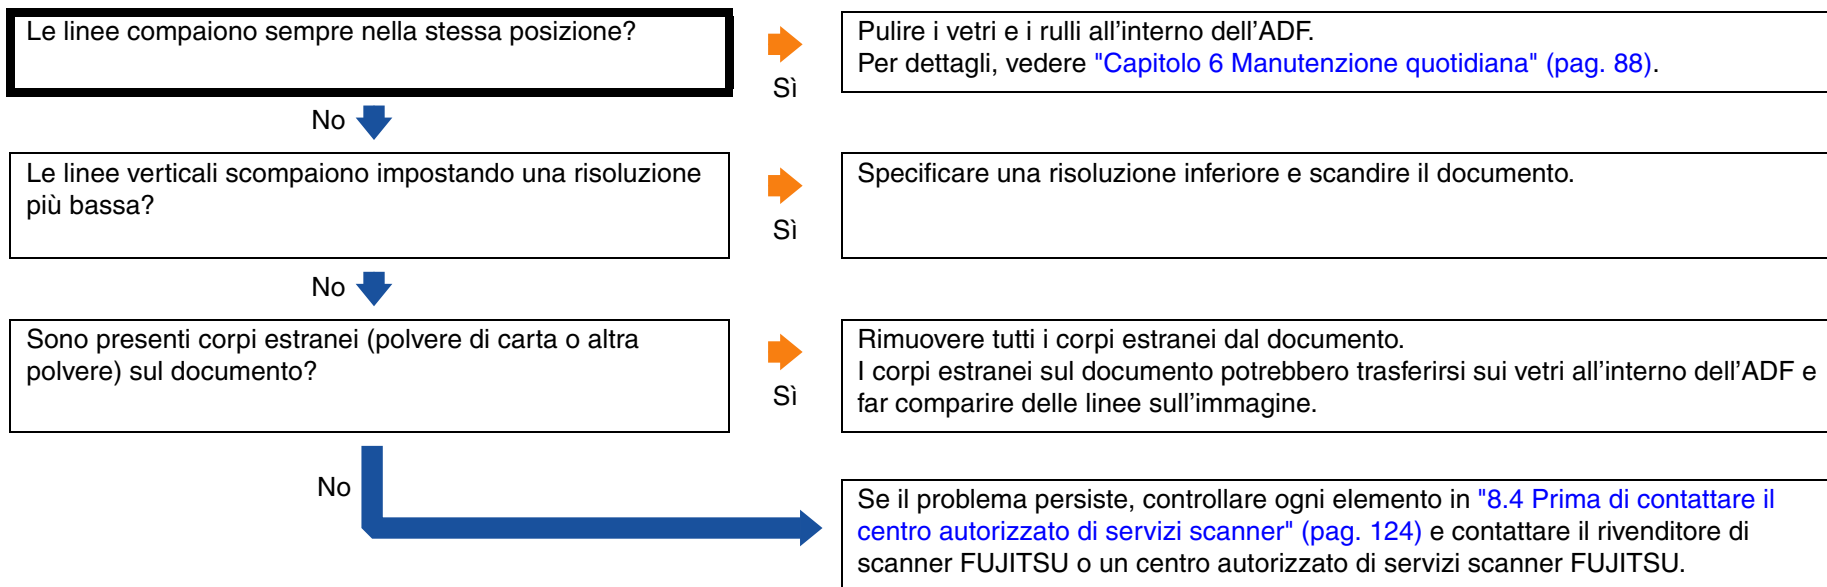 Le linee compaiono sempre nella stessa posizione?
Sì
Pulire i vetri e i rulli all’interno dell’ADF.
Per dettagli, vedere "Capitolo 6 Manutenzione quotidiana" (pag. 88).
No
Le linee verticali scompaiono impostando una risoluzione
più bassa?
Sì
Specificare una risoluzione inferiore e scandire il documento.
No
Sono presenti corpi estranei (polvere di carta o altra
polvere) sul documento?
Sì
Rimuovere tutti i corpi estranei dal documento.
I corpi estranei sul documento potrebbero trasferirsi sui vetri all’interno dell’ADF e
far comparire delle linee sull’immagine.
No
Se il problema persiste, controllare ogni elemento in "8.4 Prima di contattare il
centro autorizzato di servizi scanner" (pag. 124) e contattare il rivenditore di
scanner FUJITSU o un centro autorizzato di servizi scanner FUJITSU.